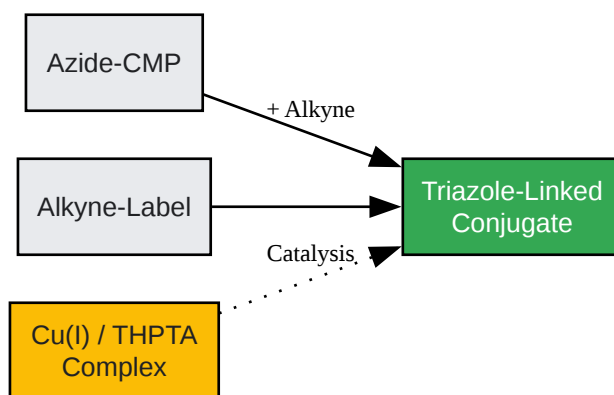 Azide-CMP
+ Alkyne
Alkyne-Label
Triazole-Linked
Conjugate
Catalysis
Cu(I) / THPTA
Complex